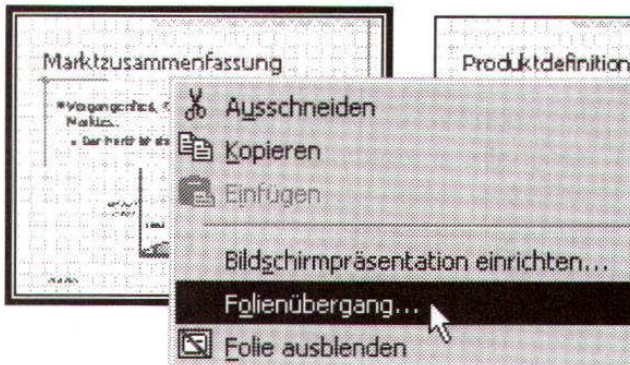 Marktzusammenfassung
Produktdefinition
Ausschneiden
Kopieren
Einfügen
Bildschirmpräsentation einrichten...
Folienübergang...
Folie ausblenden